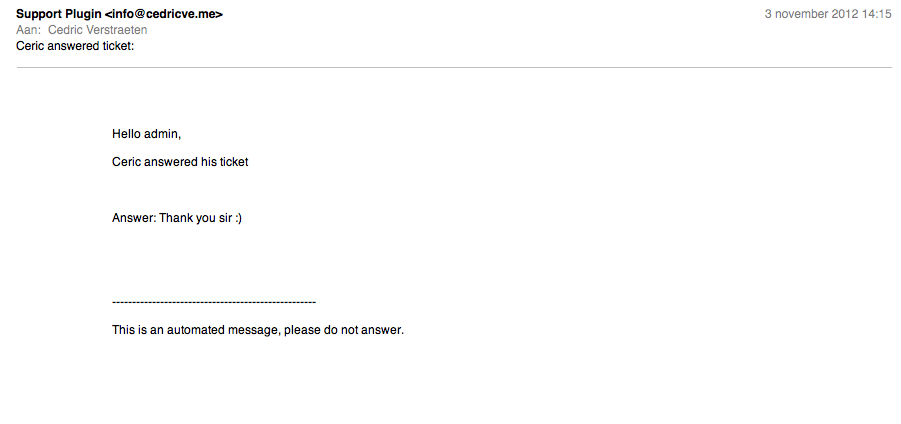 Support Plugin <info@cedricve.me>
3 november 2012 14:15
Aan: Cedric Verstraeten
Ceric answered ticket:
Hello admin,
Ceric answered his ticket
Answer: Thank you sir :)
---------------------------------------------------
This is an automated message, please do not answer.